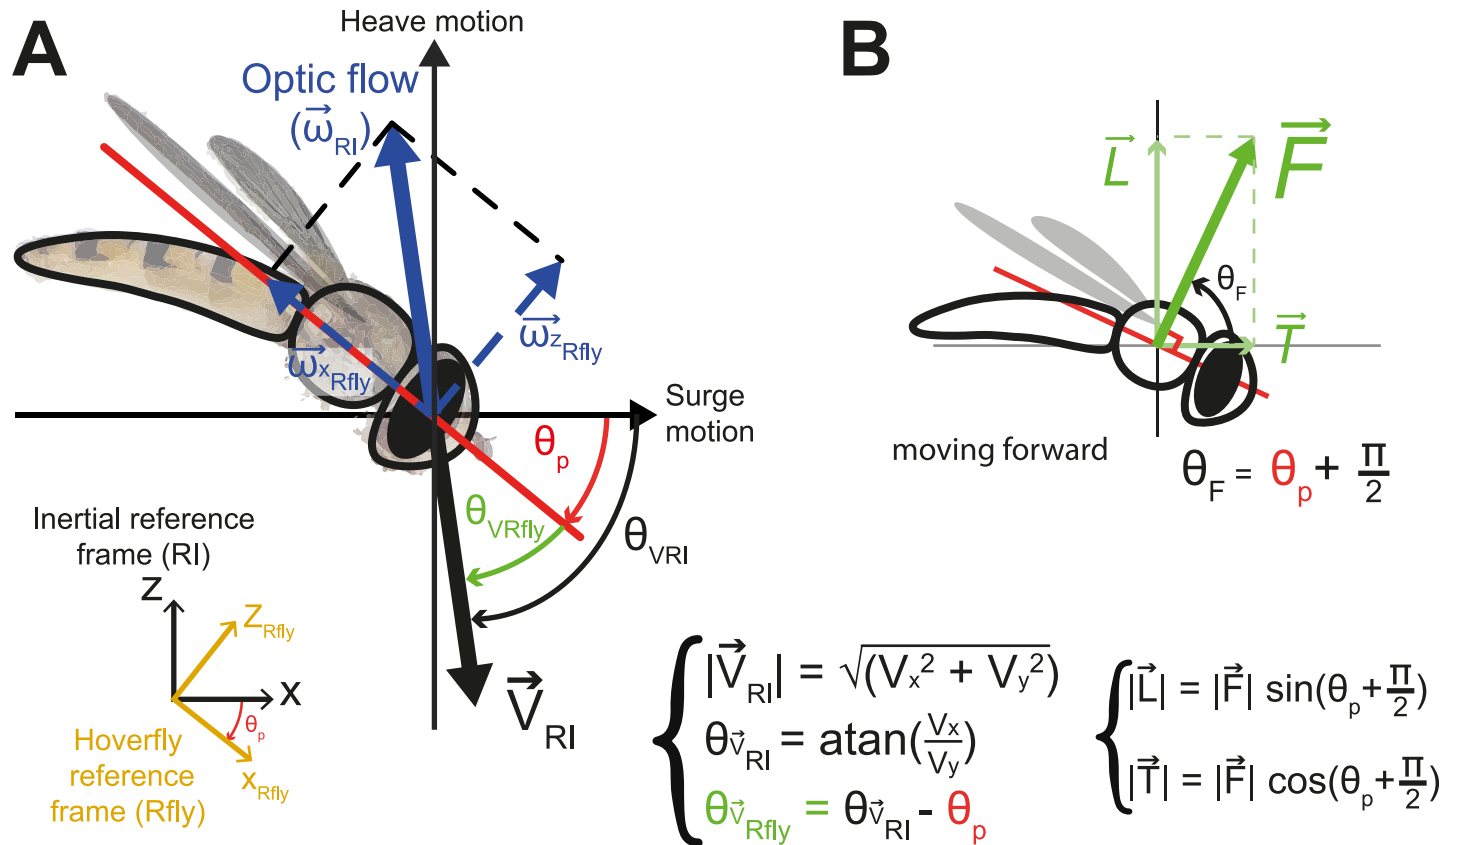 A
Heave motion
Optic flow
(ω⃗RI)
ω⃗zRfly
ω⃗xRfly
Surge
motion
θp
θVRfly
θVRI
V⃗RI
Inertial reference
frame (RI)
z
ZRfly
x
θp
xRfly
Hoverfly
reference
frame (Rfly)
B
L⃗
F⃗
θF
T⃗
moving forward
θF = θp + π/2
|V⃗RI| = √(Vx² + Vy²)
θV⃗RI = atan(Vx/Vy)
θV⃗Rfly = θV⃗RI - θp
|L⃗| = |F⃗| sin(θp+π/2)
|T⃗| = |F⃗| cos(θp+π/2)